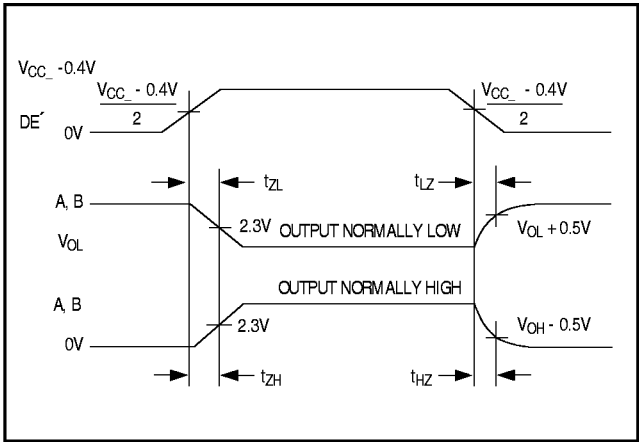 VCC_ -0.4V
VCC_ - 0.4V
2
VCC_ - 0.4V
2
DE´
0V
tZL
tLZ
A, B
2.3V
OUTPUT NORMALLY LOW
VOL + 0.5V
VOL
OUTPUT NORMALLY HIGH
A, B
2.3V
VOH - 0.5V
0V
tZH
tHZ